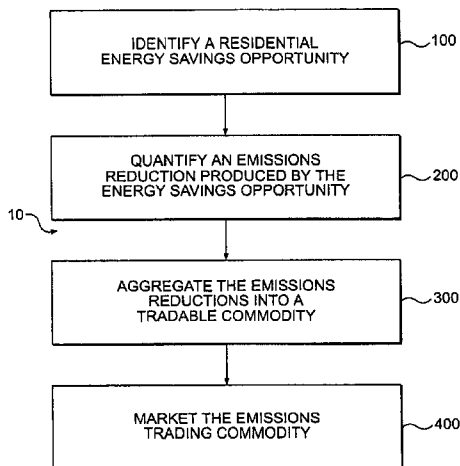 IDENTIFY A RESIDENTIAL
ENERGY SAVINGS OPPORTUNITY
100
QUANTIFY AN EMISSIONS
REDUCTION PRODUCED BY THE
ENERGY SAVINGS OPPORTUNITY
200
10
AGGREGATE THE EMISSIONS
REDUCTIONS INTO A
TRADABLE COMMODITY
300
MARKET THE EMISSIONS
TRADING COMMODITY
400